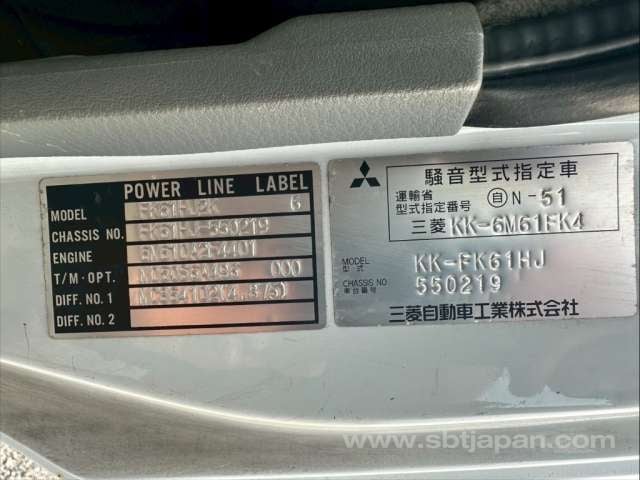 POWER LINE LABEL
MODEL 6
CHASSIS NO. FK61HJ-550219
ENGINE
T/M·OPT. 000
DIFF. NO. 1
DIFF. NO. 2
騒音型式指定車
運輸省
型式指定番号 自 N-51
三菱 KK-6M61FK4
MODEL
型式 KK-FK61HJ
CHASSIS NO
車台番号 550219
三菱自動車工業株式会社
www.sbtjapan.com